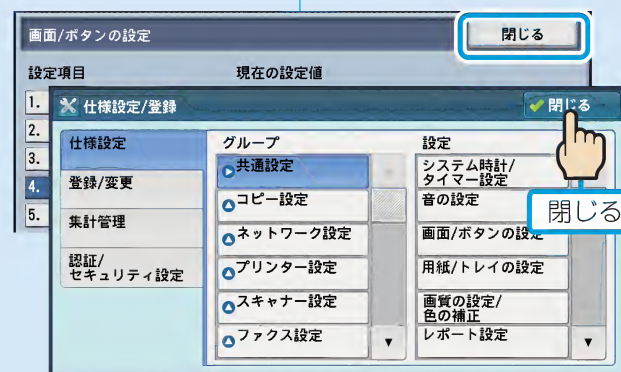 画面/ボタンの設定
閉じる
設定項目
現在の設定値
1.
2.
3.
4.
5.
仕様設定/登録
閉じる
仕様設定
登録/変更
集計管理
認証/
セキュリティ設定
グループ
共通設定
コピー設定
ネットワーク設定
プリンター設定
スキャナー設定
ファクス設定
設定
システム時計/
タイマー設定
音の設定
画面/ボタンの設定
用紙/トレイの設定
画質の設定/
色の補正
レポート設定
閉じる